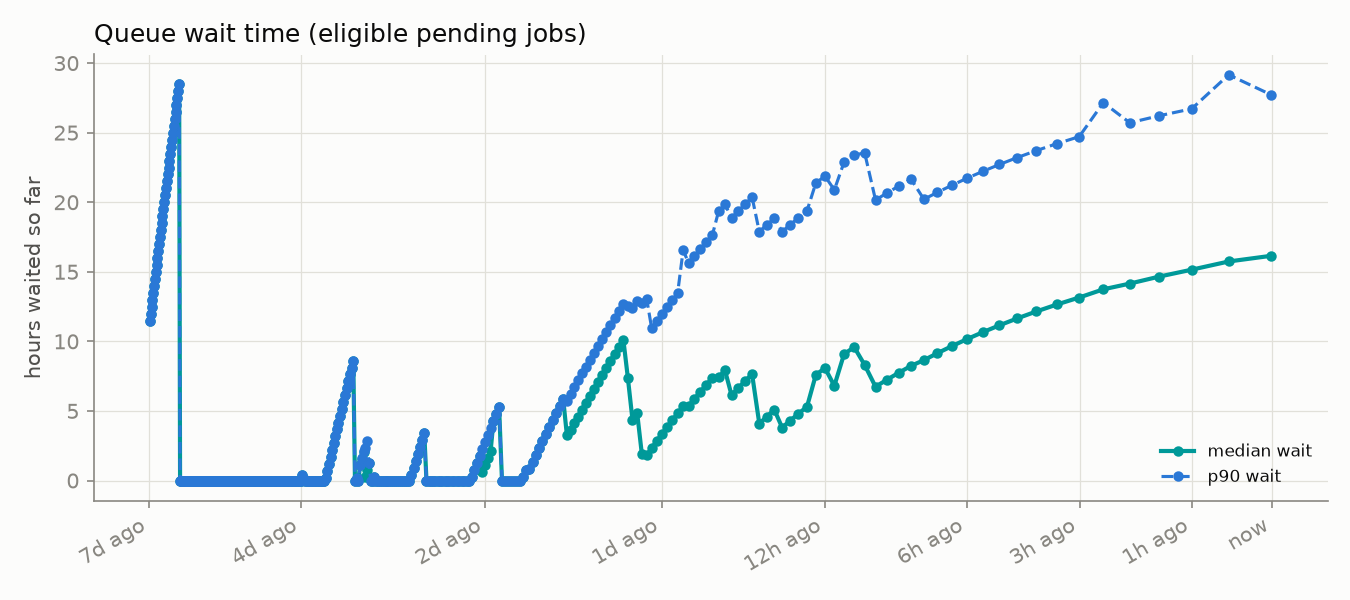 Queue wait time (eligible pending jobs)
hours waited so far
30
25
20
15
10
5
0
median wait
p90 wait
7d ago
4d ago
2d ago
1d ago
12h ago
6h ago
3h ago
1h ago
now